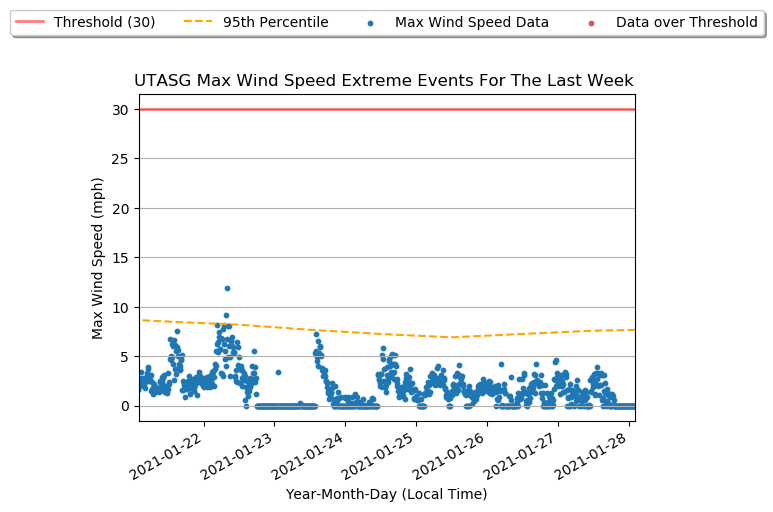 Threshold (30) 95th Percentile Max Wind Speed Data Data over Threshold
UTASG Max Wind Speed Extreme Events For The Last Week
30
25
20
15
10
5
0
Max Wind Speed (mph)
2021-01-22 2021-01-23 2021-01-24 2021-01-25 2021-01-26 2021-01-27 2021-01-28
Year-Month-Day (Local Time)